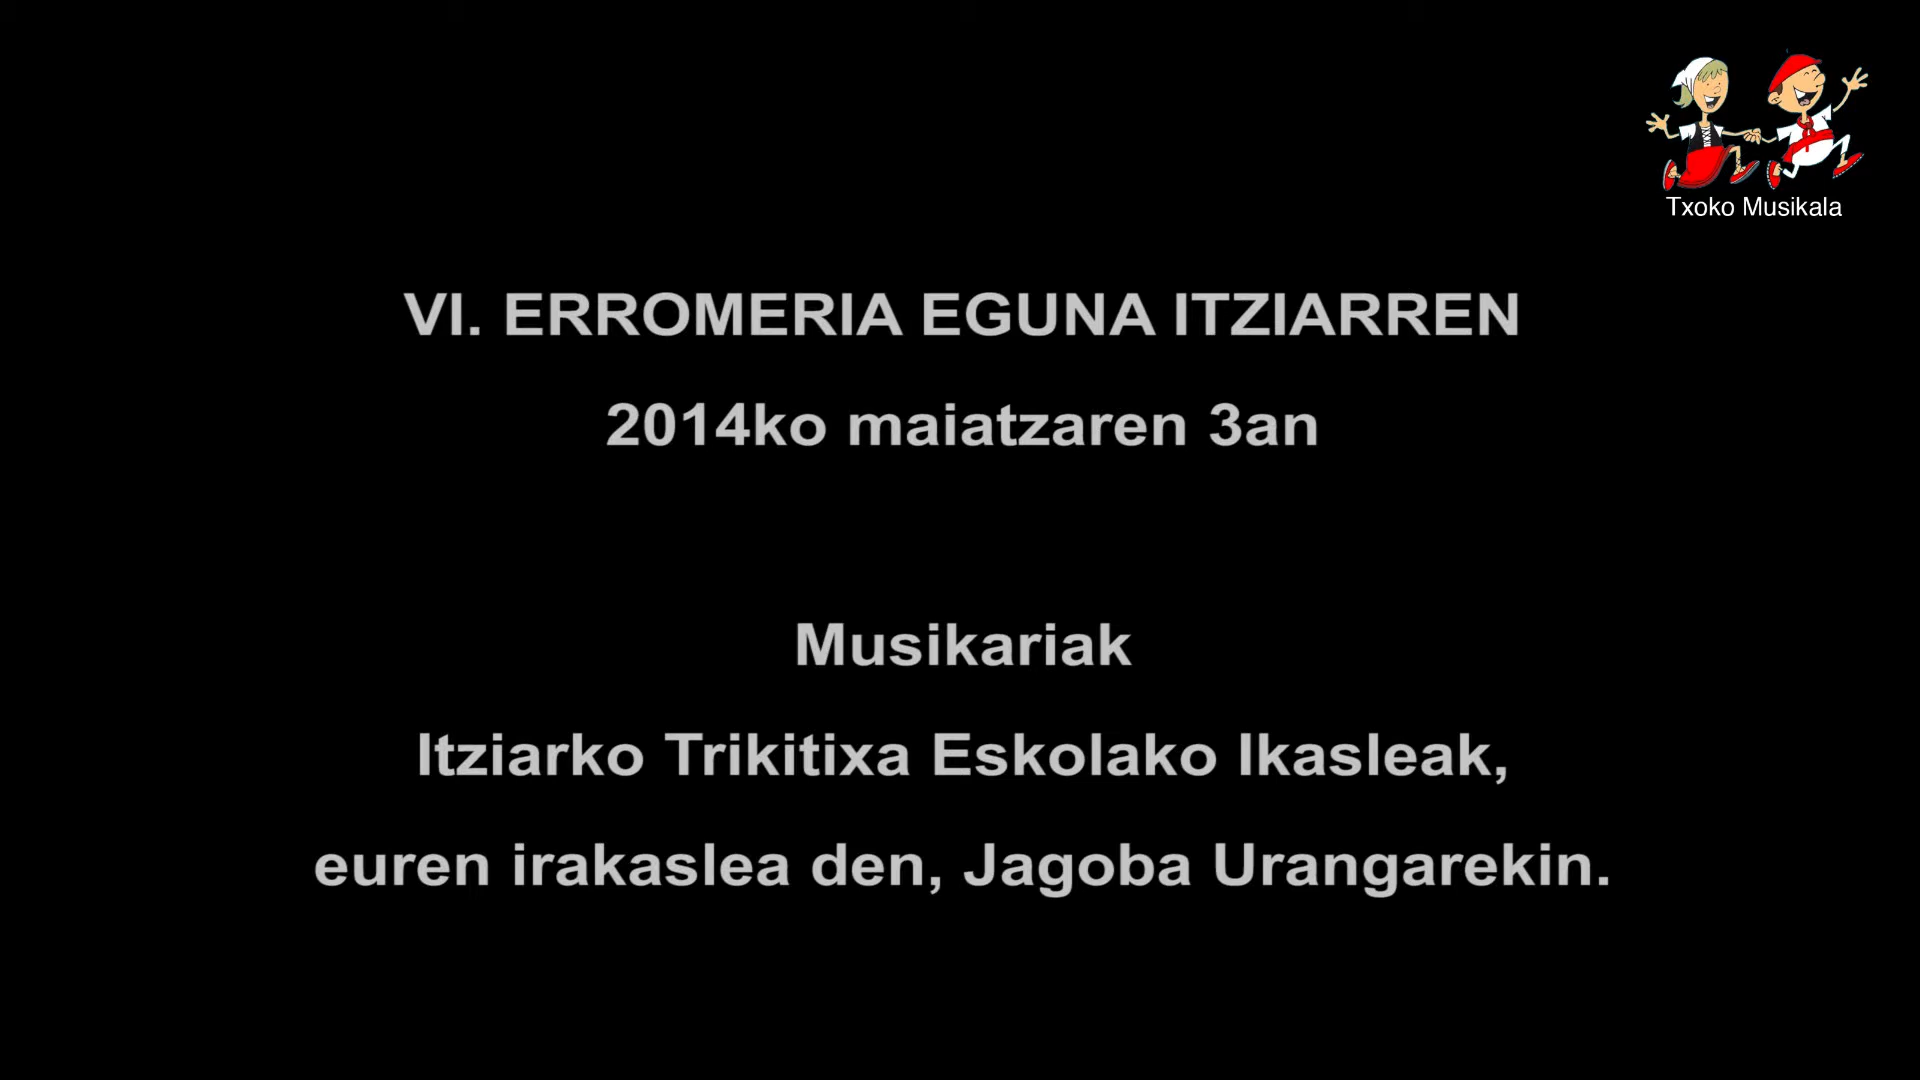 Txoko Musikala
VI. ERROMERIA EGUNA ITZIARREN
2014ko maiatzaren 3an
Musikariak
Itziarko Trikitixa Eskolako Ikasleak,
euren irakaslea den, Jagoba Urangarekin.